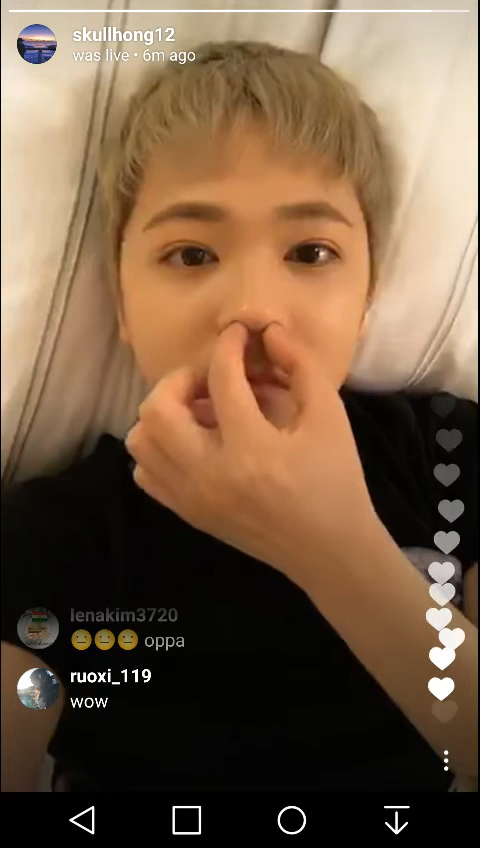 skullhong12
was live • 6m ago
lenakim3720
😐😐😐 oppa
ruoxi_119
wow